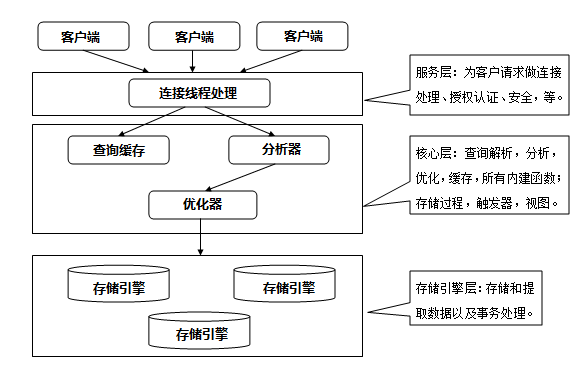 客户端
客户端
客户端
连接线程处理
服务层：为客户请求做连接
处理、授权认证、安全，等。
查询缓存
分析器
优化器
核心层：查询解析，分析，
优化，缓存，所有内建函数；
存储过程，触发器，视图。
存储引擎
存储引擎
存储引擎
存储引擎层：存储和提
取数据以及事务处理。